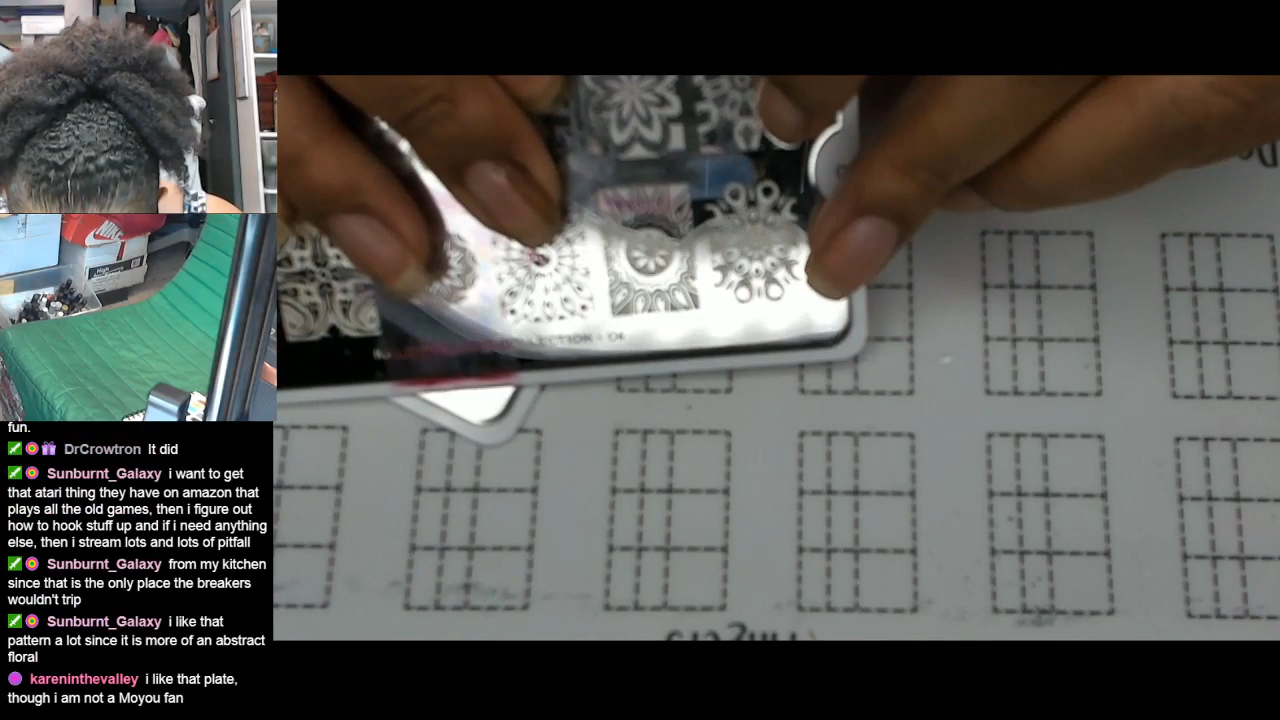 fun.
DrCrowtron It did
Sunburnt_Galaxy i want to get
that atari thing they have on amazon that
plays all the old games, then i figure out
how to hook stuff up and if i need anything
else, then i stream lots and lots of pitfall
Sunburnt_Galaxy from my kitchen
since that is the only place the breakers
wouldn't trip
Sunburnt_Galaxy i like that
pattern a lot since it is more of an abstract
floral
kareninthevalley i like that plate,
though i am not a Moyou fan